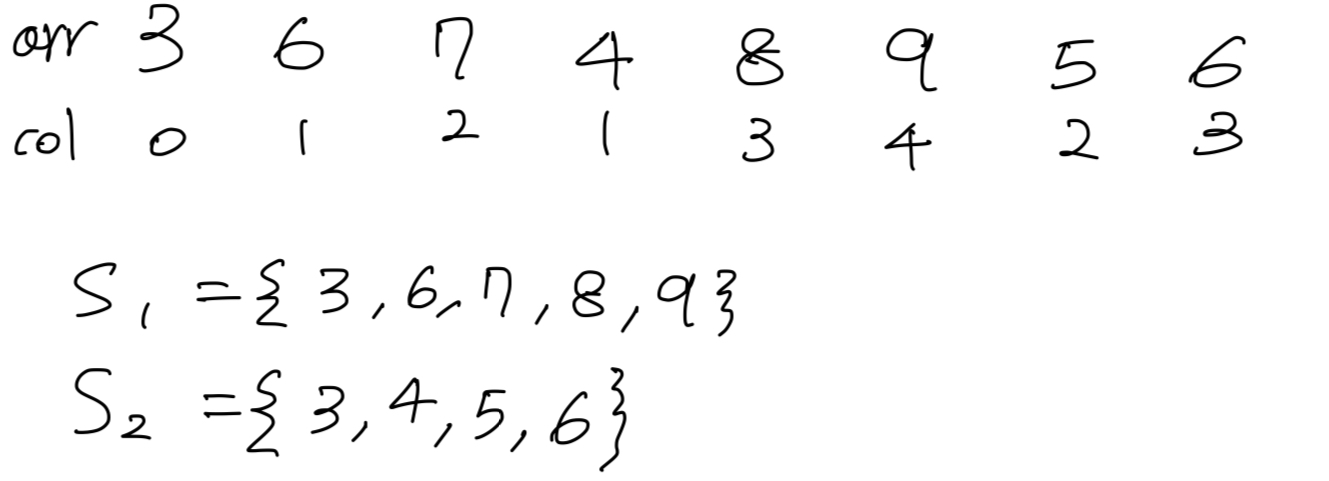 arr 3 6 7 4 8 9 5 6
col 0 1 2 1 3 4 2 3
S₁ = {3, 6, 7, 8, 9}
S₂ = {3, 4, 5, 6}